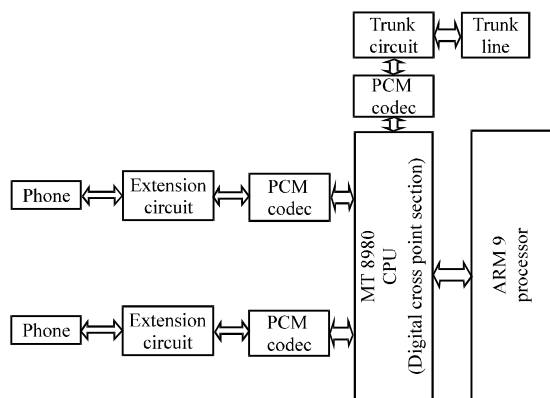 Trunk
circuit
Trunk
line
PCM
codec
Phone
Extension
circuit
PCM
codec
MT 8980
CPU
(Digital cross point section)
ARM 9
processor
Phone
Extension
circuit
PCM
codec